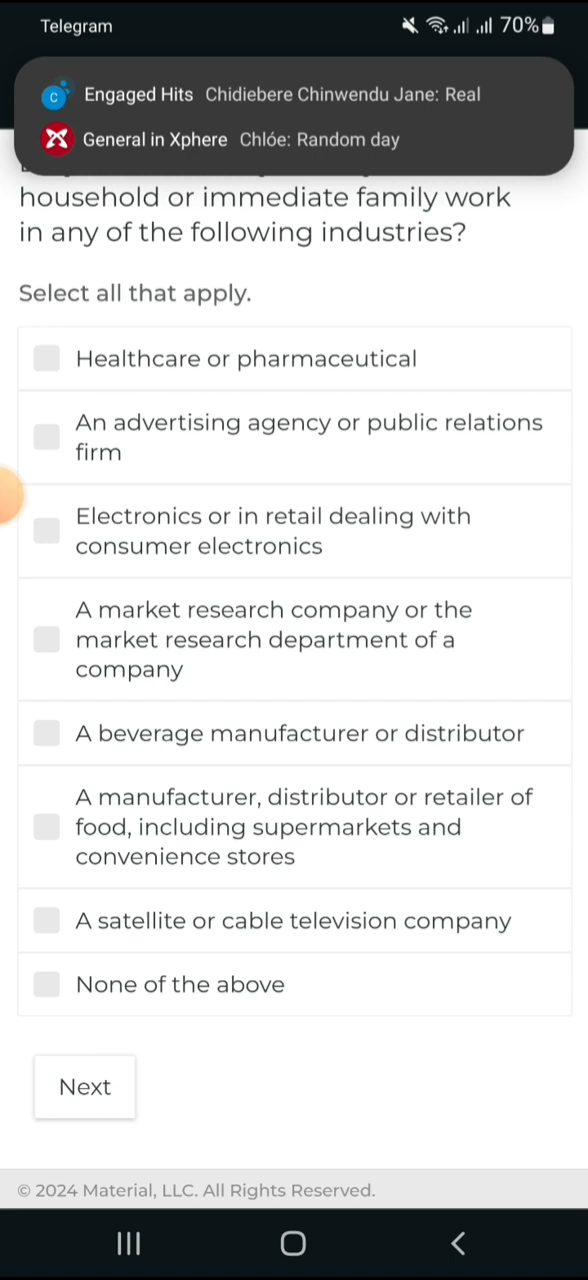 Telegram
70%
C Engaged Hits Chidiebere Chinwendu Jane: Real
General in Xphere Chlóe: Random day
household or immediate family work
in any of the following industries?
Select all that apply.
Healthcare or pharmaceutical
An advertising agency or public relations
firm
Electronics or in retail dealing with
consumer electronics
A market research company or the
market research department of a
company
A beverage manufacturer or distributor
A manufacturer, distributor or retailer of
food, including supermarkets and
convenience stores
A satellite or cable television company
None of the above
Next
© 2024 Material, LLC. All Rights Reserved.